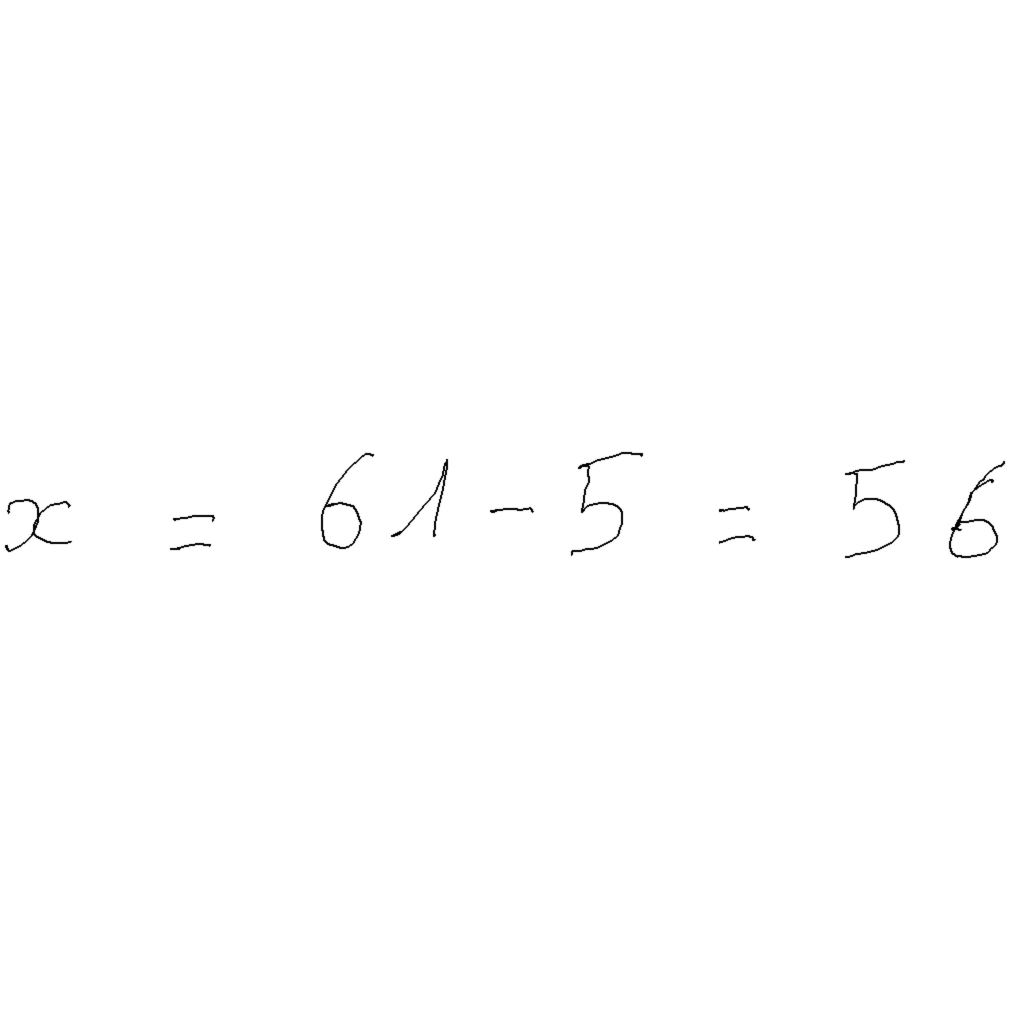 x = 61 - 5 = 56